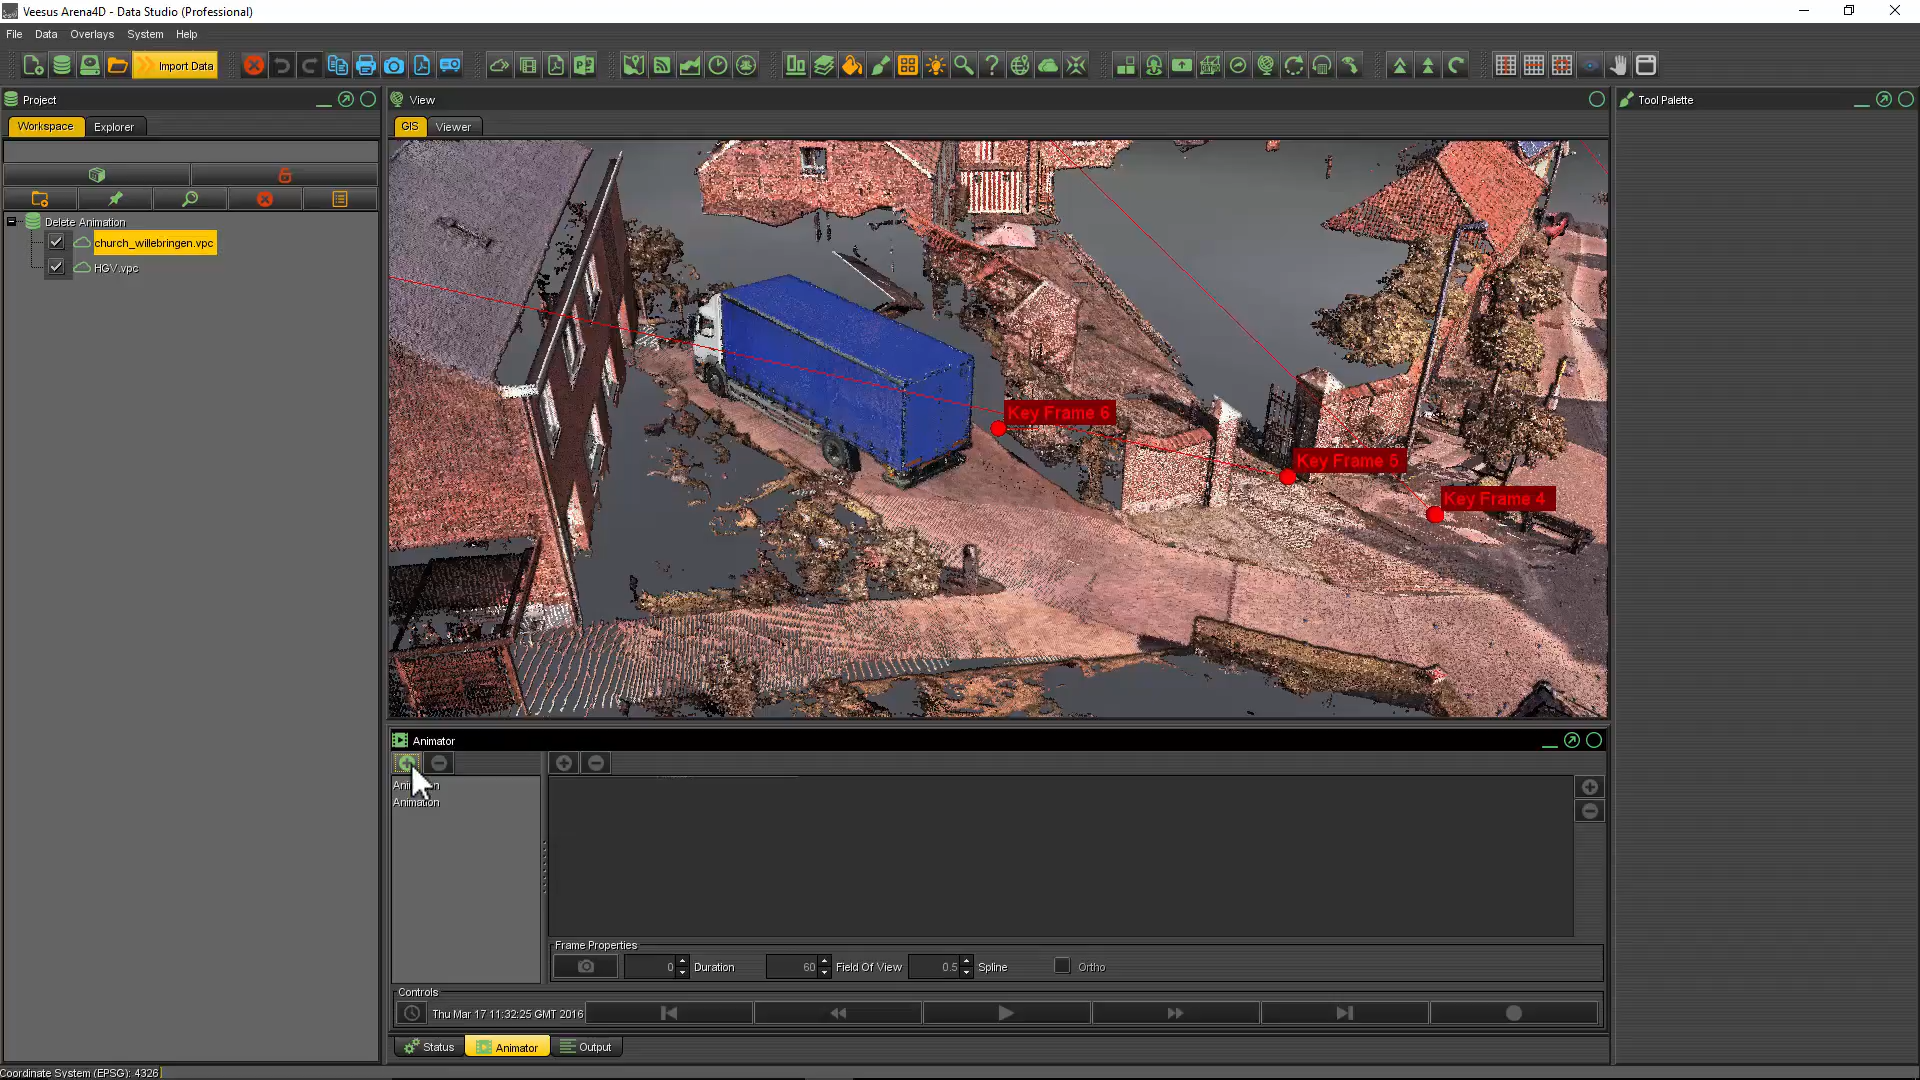 Veesus Arena4D - Data Studio (Professional)
File Data Overlays System Help
Import Data
Project
View
Tool Palette
Workspace Explorer
GIS Viewer
Delete Animation
church_willebringen.vpc
HGV.vpc
Key Frame 6
Key Frame 5
Key Frame 4
Animator
Animation
Frame Properties
0 Duration 60 Field Of View 0.5 Spline Ortho
Controls
Thu Mar 17 11:32:25 GMT 2016
Status Animator Output
Coordinate System (EPSG): 4326